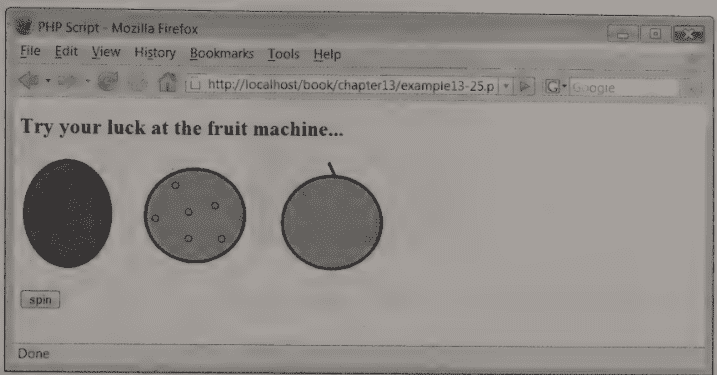 PHP Script - Mozilla Firefox
File Edit View History Bookmarks Tools Help
http://localhost/book/chapter13/example13-25.p
Google
Try your luck at the fruit machine...
spin
Done